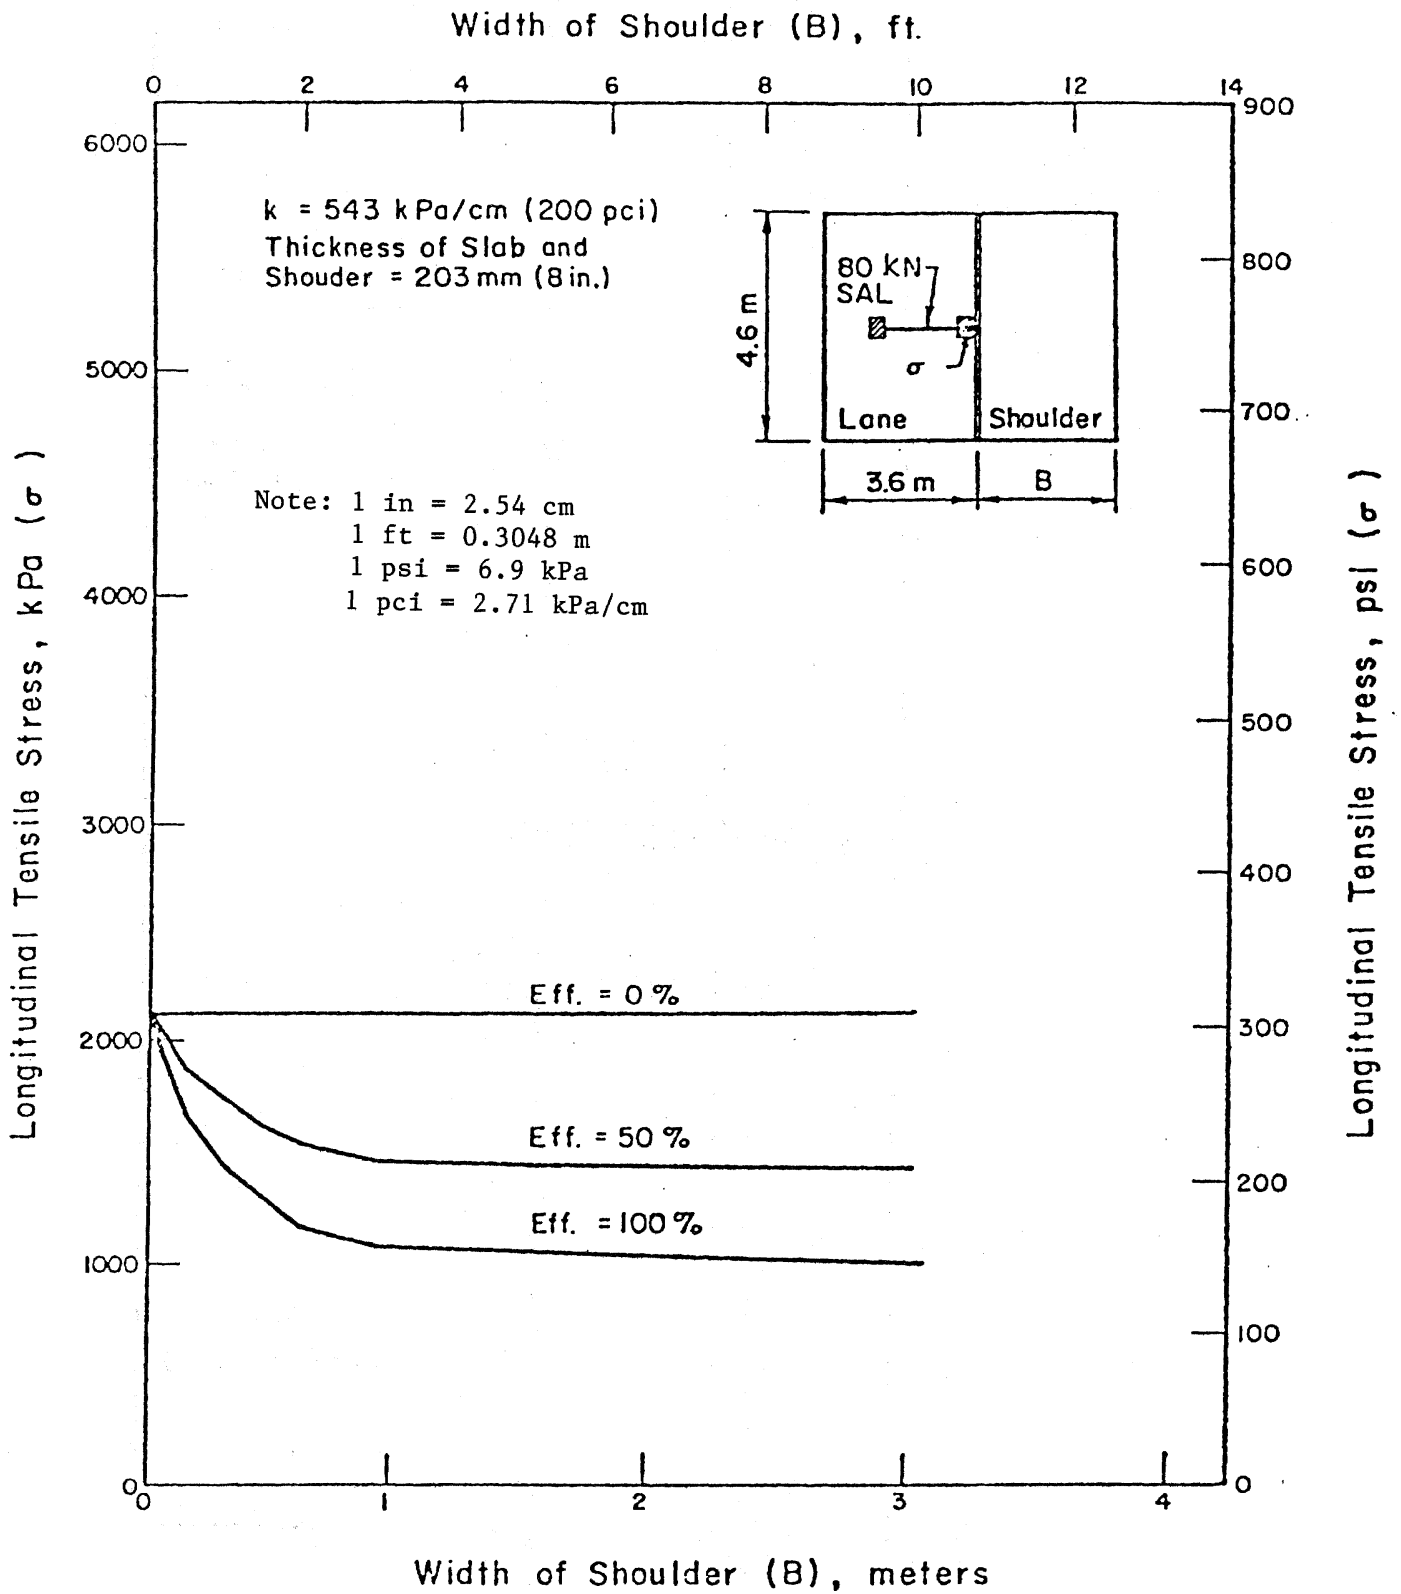 Width of Shoulder (B), ft.
0 2 4 6 8 10 12 14
900
6000
k = 543 kPa/cm (200 pci)
Thickness of Slab and
Shouder = 203mm (8in.)
800
80 KN
SAL
4.6 m
σ
5000
700
Lane
Shoulder
3.6 m
B
Note: 1 in = 2.54 cm
1 ft = 0.3048 m
1 psi = 6.9 kPa
1 pci = 2.71 kPa/cm
600
4000
Longitudinal Tensile Stress, kPa (σ)
Longitudinal Tensile Stress, psi (σ)
500
3000
400
Eff. = 0%
300
2000
Eff. = 50%
200
Eff. = 100%
1000
100
0
0
0 1 2 3 4
Width of Shoulder (B), meters